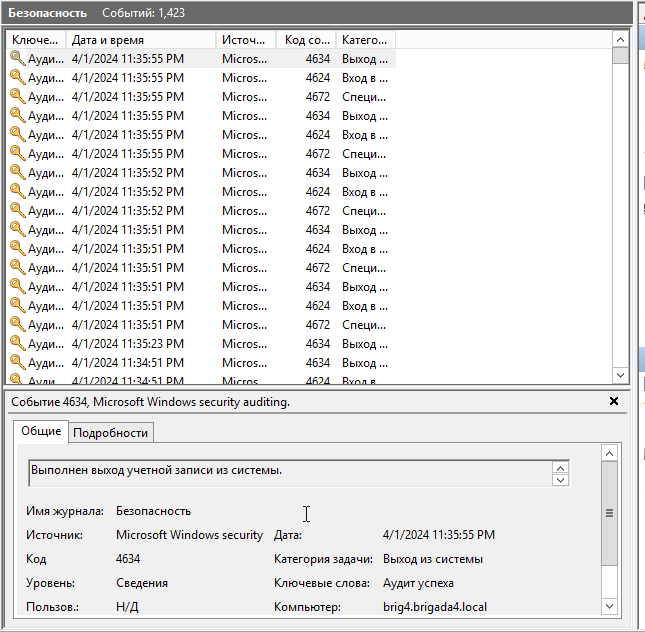 Безопасность Событий: 1,423
Ключе... Дата и время Источ... Код со... Катего...
Ауди... 4/1/2024 11:35:55 PM Micros... 4634 Выход ...
Ауди... 4/1/2024 11:35:55 PM Micros... 4624 Вход в ...
Ауди... 4/1/2024 11:35:55 PM Micros... 4672 Специ...
Ауди... 4/1/2024 11:35:55 PM Micros... 4634 Выход ...
Ауди... 4/1/2024 11:35:55 PM Micros... 4624 Вход в ...
Ауди... 4/1/2024 11:35:55 PM Micros... 4672 Специ...
Ауди... 4/1/2024 11:35:52 PM Micros... 4634 Выход ...
Ауди... 4/1/2024 11:35:52 PM Micros... 4624 Вход в ...
Ауди... 4/1/2024 11:35:52 PM Micros... 4672 Специ...
Ауди... 4/1/2024 11:35:51 PM Micros... 4634 Выход ...
Ауди... 4/1/2024 11:35:51 PM Micros... 4624 Вход в ...
Ауди... 4/1/2024 11:35:51 PM Micros... 4672 Специ...
Ауди... 4/1/2024 11:35:51 PM Micros... 4634 Выход ...
Ауди... 4/1/2024 11:35:51 PM Micros... 4624 Вход в ...
Ауди... 4/1/2024 11:35:51 PM Micros... 4672 Специ...
Ауди... 4/1/2024 11:35:23 PM Micros... 4634 Выход ...
Ауди... 4/1/2024 11:34:51 PM Micros... 4634 Выход ...
Ауди... 4/1/2024 11:34:51 PM Micros... 4624 Вход в ...
Событие 4634, Microsoft Windows security auditing.
Общие Подробности
Выполнен выход учетной записи из системы.
Имя журнала: Безопасность
Источник: Microsoft Windows security Дата: 4/1/2024 11:35:55 PM
Код 4634 Категория задачи: Выход из системы
Уровень: Сведения Ключевые слова: Аудит успеха
Пользов.: Н/Д Компьютер: brig4.brigada4.local